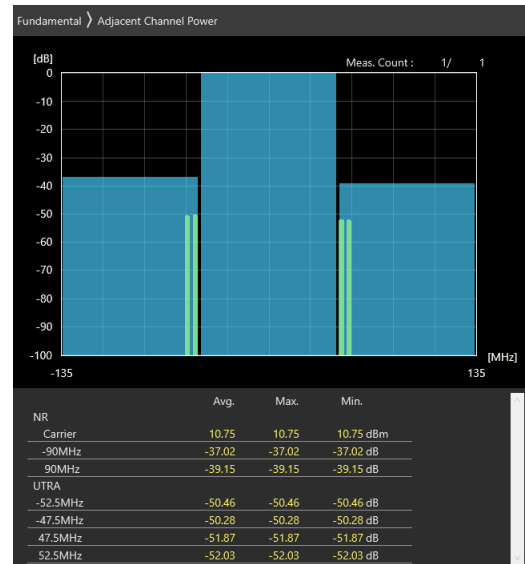 Fundamental ⟩ Adjacent Channel Power
[dB]
Meas. Count : 1/ 1
0
-10
-20
-30
-40
-50
-60
-70
-80
-90
-100
[MHz]
-135 135
Avg. Max. Min.
NR
Carrier 10.75 10.75 10.75 dBm
-90MHz -37.02 -37.02 -37.02 dB
90MHz -39.15 -39.15 -39.15 dB
UTRA
-52.5MHz -50.46 -50.46 -50.46 dB
-47.5MHz -50.28 -50.28 -50.28 dB
47.5MHz -51.87 -51.87 -51.87 dB
52.5MHz -52.03 -52.03 -52.03 dB